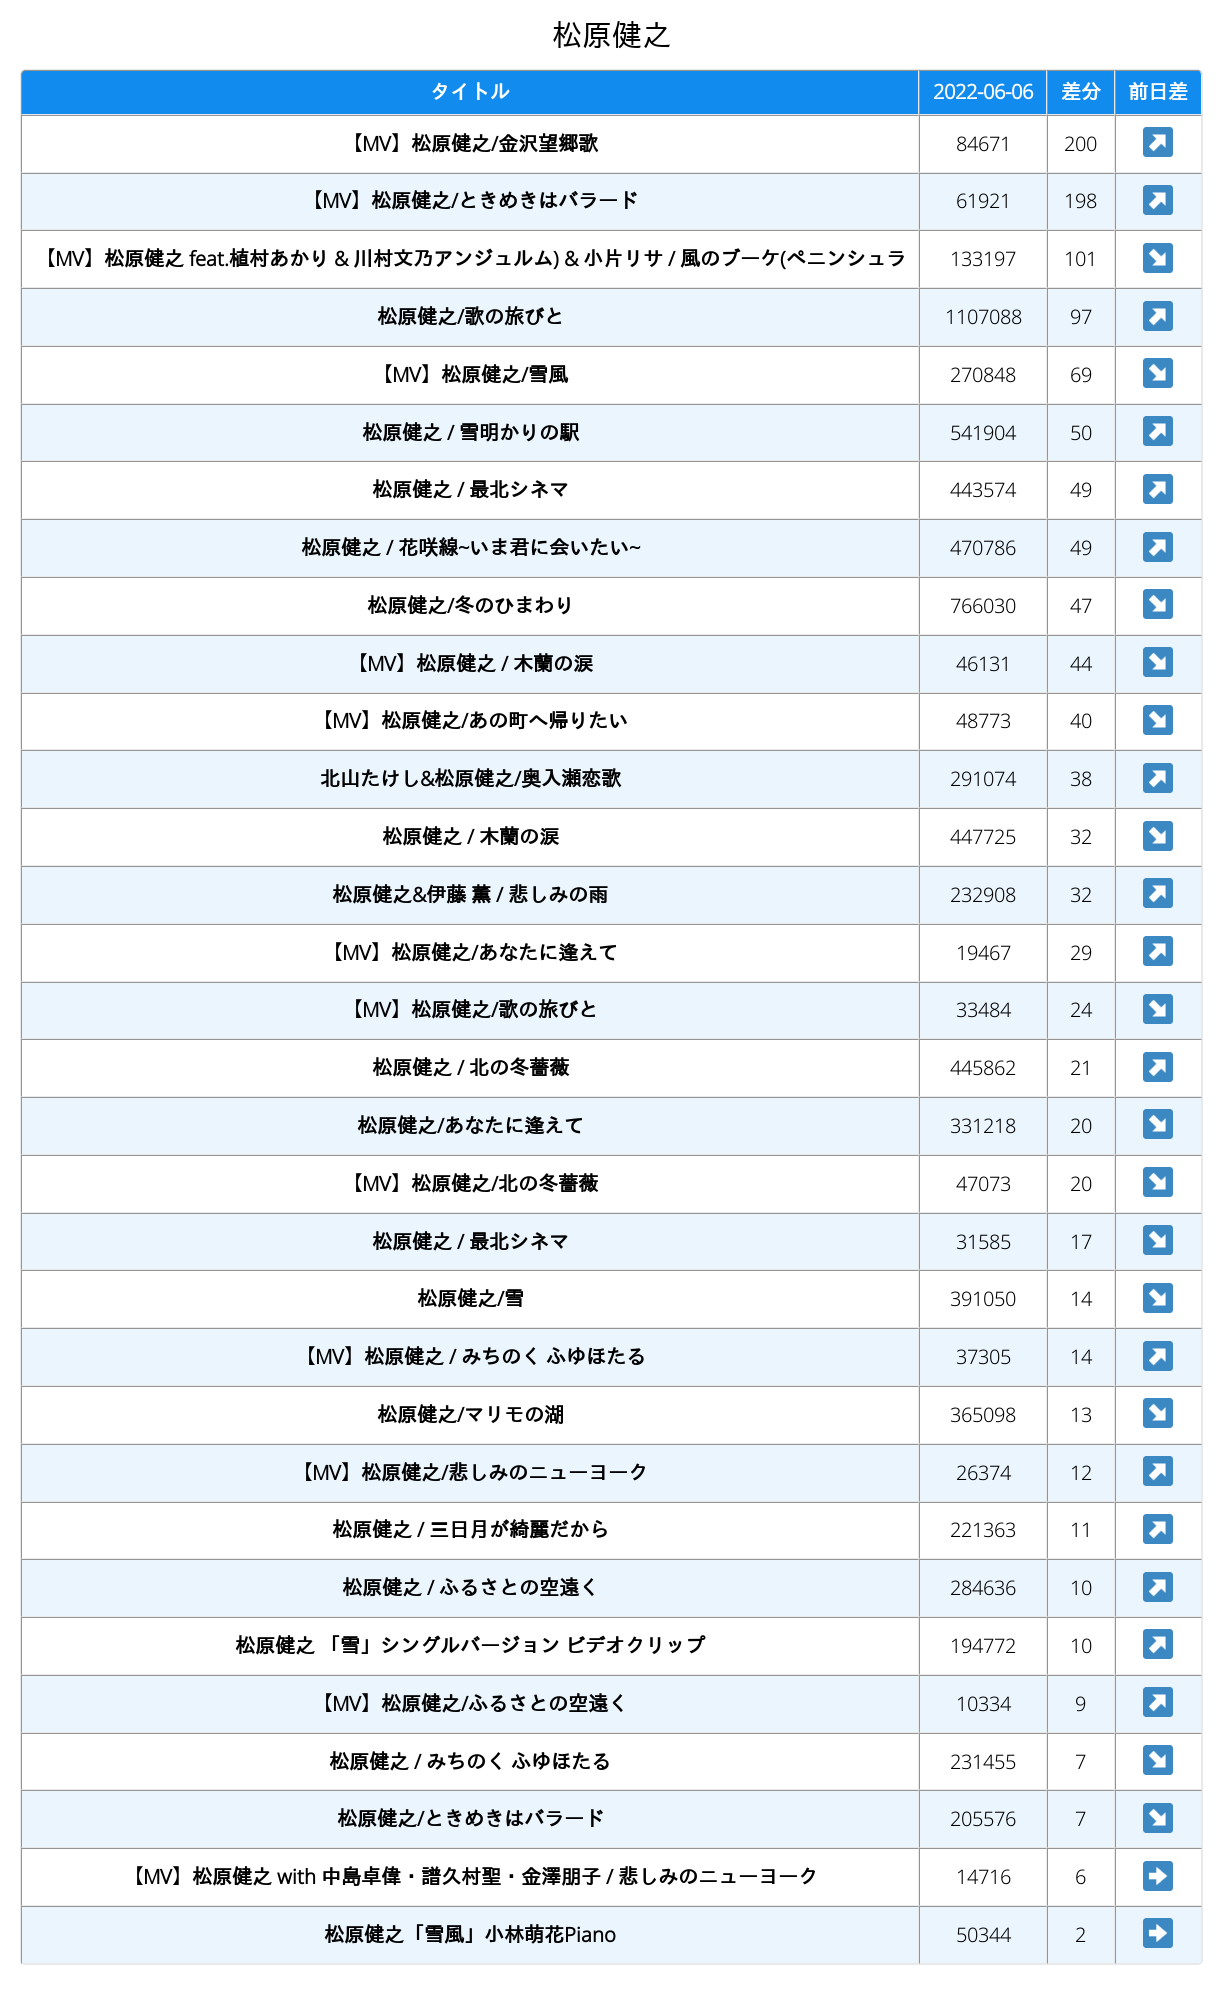 松原健之
タイトル 2022-06-06 差分 前日差
【MV】松原健之/金沢望郷歌 84671 200 ↗
【MV】松原健之/ときめきはバラード 61921 198 ↗
【MV】松原健之 feat.植村あかり & 川村文乃アンジュルム) & 小片リサ / 風のブーケ(ペニンシュラ 133197 101 ↘
松原健之/歌の旅びと 1107088 97 ↗
【MV】松原健之/雪風 270848 69 ↘
松原健之 / 雪明かりの駅 541904 50 ↗
松原健之 / 最北シネマ 443574 49 ↗
松原健之 / 花咲線~いま君に会いたい~ 470786 49 ↗
松原健之/冬のひまわり 766030 47 ↘
【MV】松原健之 / 木蘭の涙 46131 44 ↘
【MV】松原健之/あの町へ帰りたい 48773 40 ↘
北山たけし&松原健之/奥入瀬恋歌 291074 38 ↗
松原健之 / 木蘭の涙 447725 32 ↘
松原健之&伊藤 薫 / 悲しみの雨 232908 32 ↗
【MV】松原健之/あなたに逢えて 19467 29 ↗
【MV】松原健之/歌の旅びと 33484 24 ↘
松原健之 / 北の冬薔薇 445862 21 ↗
松原健之/あなたに逢えて 331218 20 ↘
【MV】松原健之/北の冬薔薇 47073 20 ↘
松原健之 / 最北シネマ 31585 17 ↘
松原健之/雪 391050 14 ↘
【MV】松原健之 / みちのく ふゆほたる 37305 14 ↗
松原健之/マリモの湖 365098 13 ↘
【MV】松原健之/悲しみのニューヨーク 26374 12 ↗
松原健之 / 三日月が綺麗だから 221363 11 ↗
松原健之 / ふるさとの空遠く 284636 10 ↗
松原健之 「雪」シングルバージョン ビデオクリップ 194772 10 ↗
【MV】松原健之/ふるさとの空遠く 10334 9 ↗
松原健之 / みちのく ふゆほたる 231455 7 ↘
松原健之/ときめきはバラード 205576 7 ↘
【MV】松原健之 with 中島卓偉・譜久村聖・金澤朋子 / 悲しみのニューヨーク 14716 6 ➡
松原健之「雪風」小林萌花Piano 50344 2 ➡